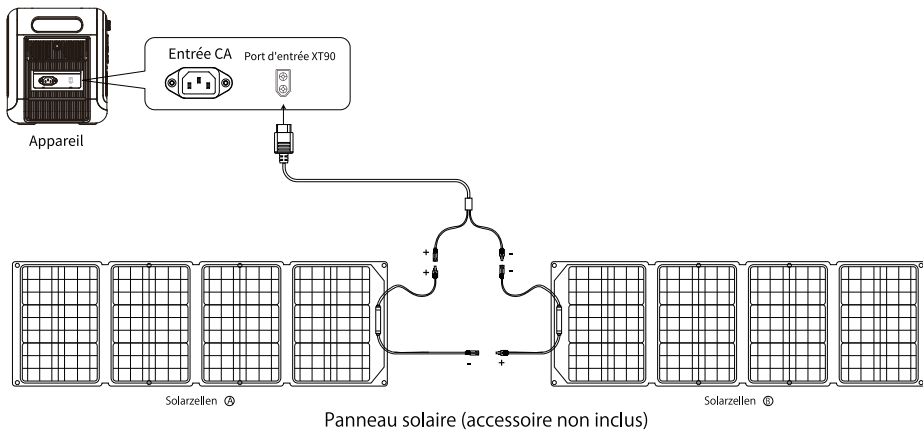 Entrée CA
Port d'entrée XT90
Appareil
+ -
+ -
- +
Solarzellen Ⓐ
Solarzellen Ⓑ
Panneau solaire (accessoire non inclus)